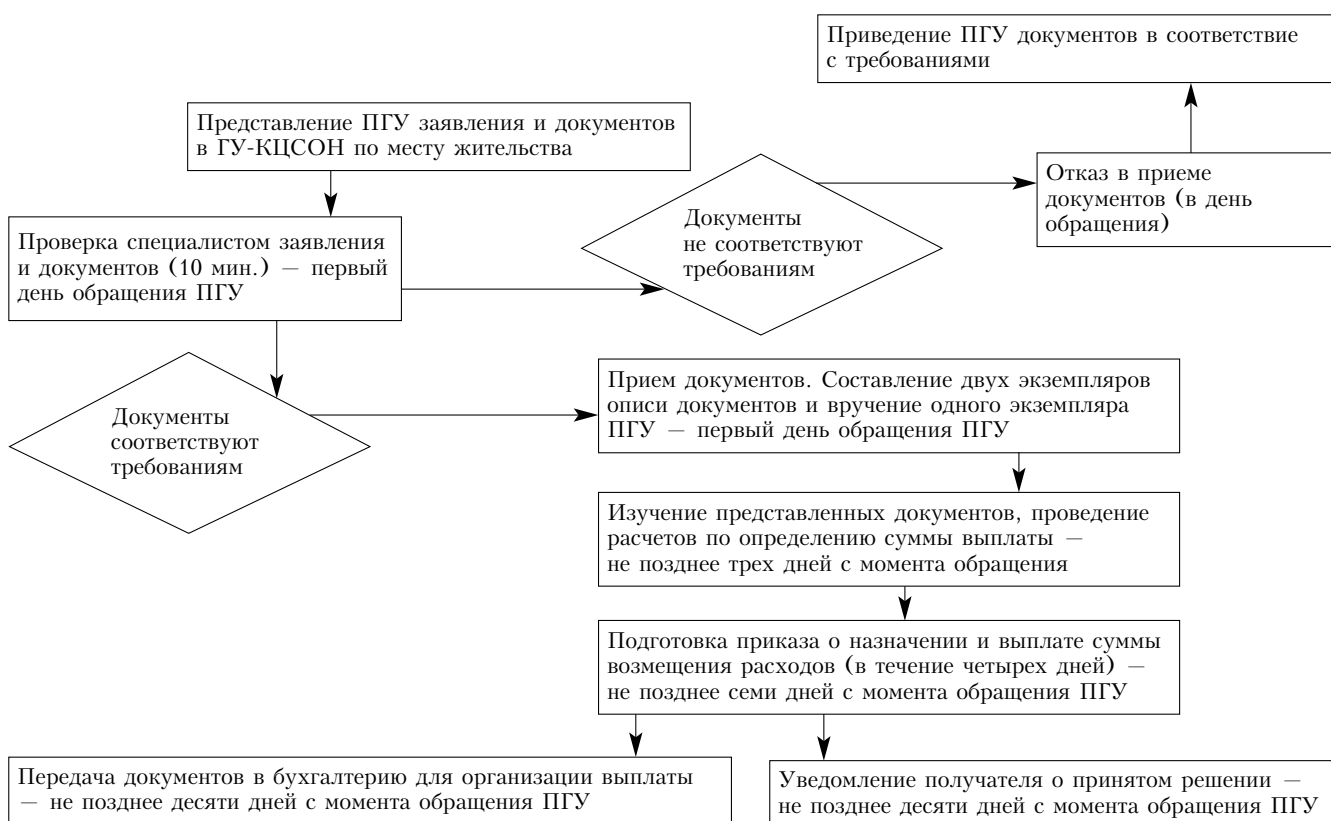 Приведение ПГУ документов в соответствие
с требованиями
Представление ПГУ заявления и документов
в ГУ-КЦСОН по месту жительства
Отказ в приеме
документов (в день
обращения)
Документы
не соответствуют
требованиям
Проверка специалистом заявления
и документов (10 мин.) — первый
день обращения ПГУ
Документы
соответствуют
требованиям
Прием документов. Составление двух экземпляров
описи документов и вручение одного экземпляра
ПГУ — первый день обращения ПГУ
Изучение представленных документов, проведение
расчетов по определению суммы выплаты —
не позднее трех дней с момента обращения
Подготовка приказа о назначении и выплате суммы
возмещения расходов (в течение четырех дней) —
не позднее семи дней с момента обращения ПГУ
Передача документов в бухгалтерию для организации выплаты
— не позднее десяти дней с момента обращения ПГУ
Уведомление получателя о принятом решении —
не позднее десяти дней с момента обращения ПГУ